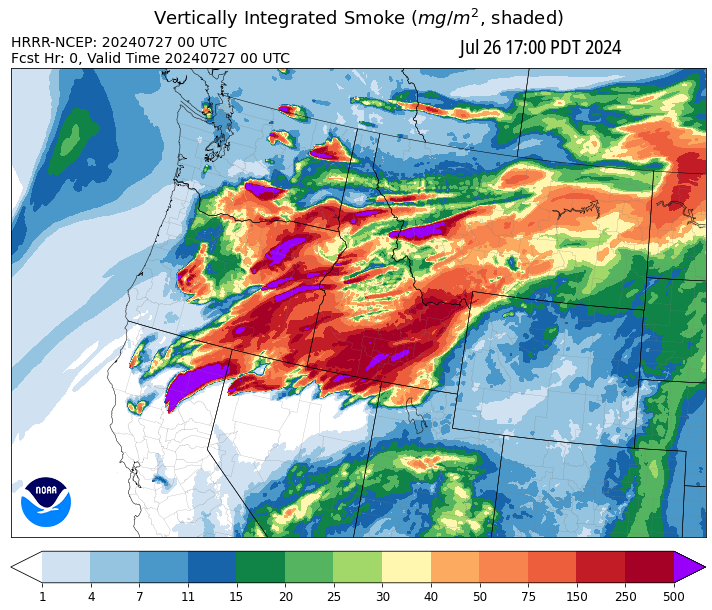 Vertically Integrated Smoke (mg/m², shaded)
HRRR-NCEP: 20240727 00 UTC
Jul 26 17:00 PDT 2024
Fcst Hr: 0, Valid Time 20240727 00 UTC
NOAA
1 4 7 11 15 20 25 30 40 50 75 150 250 500